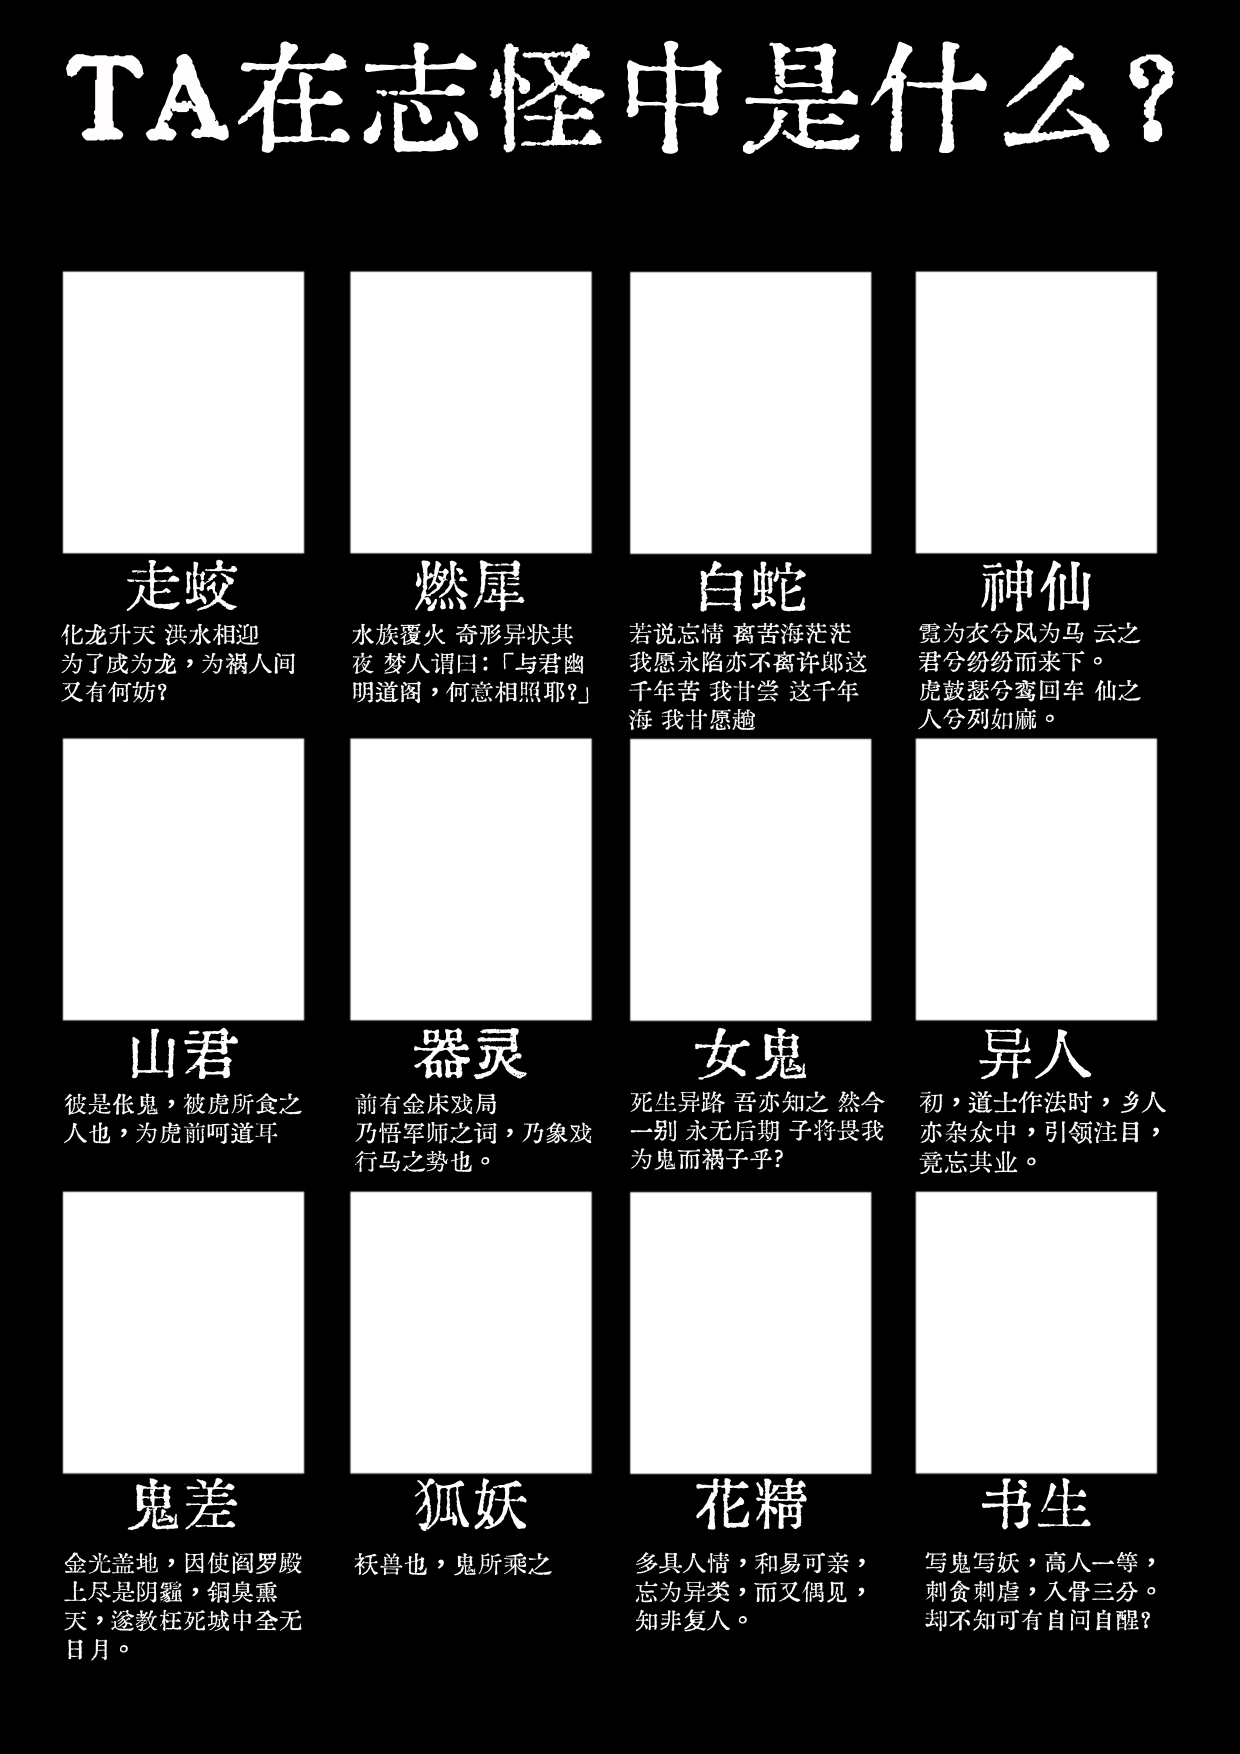 TA在志怪中是什么?
走蛟
化龙升天 洪水相迎
为了成为龙，为祸人间
又有何妨?
燃犀
水族覆火 奇形异状其
夜 梦人谓曰：「与君幽
明道阁，何意相照耶?」
白蛇
若说忘情 离苦海茫茫
我愿永陷亦不离许郎这
千年苦 我甘尝 这千年
海 我甘愿趟
神仙
霓为衣兮风为马 云之
君兮纷纷而来下。
虎鼓瑟兮鸾回车 仙之
人兮列如麻。
山君
彼是伥鬼，被虎所食之
人也，为虎前呵道耳
器灵
前有金床戏局
乃悟军师之词，乃象戏
行马之势也。
女鬼
死生异路 吾亦知之 然今
一别 永无后期 子将畏我
为鬼而祸子乎?
异人
初，道士作法时，乡人
亦杂众中，引领注目，
竟忘其业。
鬼差
金光盖地，因使阎罗殿
上尽是阴霾，铜臭熏
天，遂教枉死城中全无
日月。
狐妖
妖兽也，鬼所乘之
花精
多具人情，和易可亲，
忘为异类，而又偶见，
知非复人。
书生
写鬼写妖，高人一等，
刺贪刺虐，入骨三分。
却不知可有自问自醒?